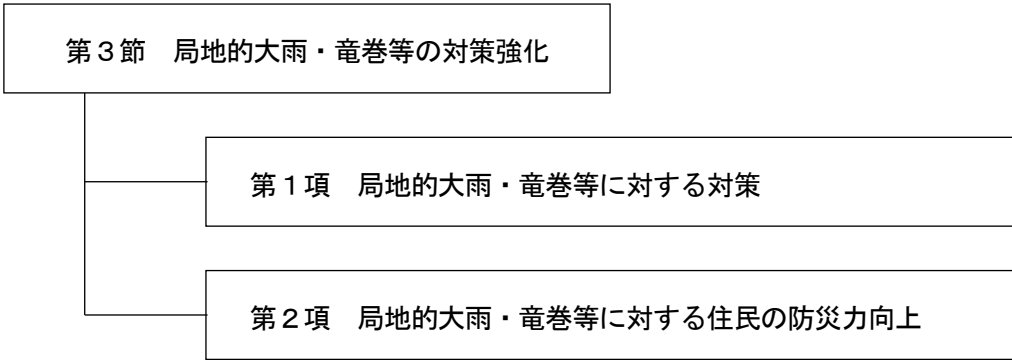 第３節　局地的大雨・竜巻等の対策強化
第１項　局地的大雨・竜巻等に対する対策
第２項　局地的大雨・竜巻等に対する住民の防災力向上